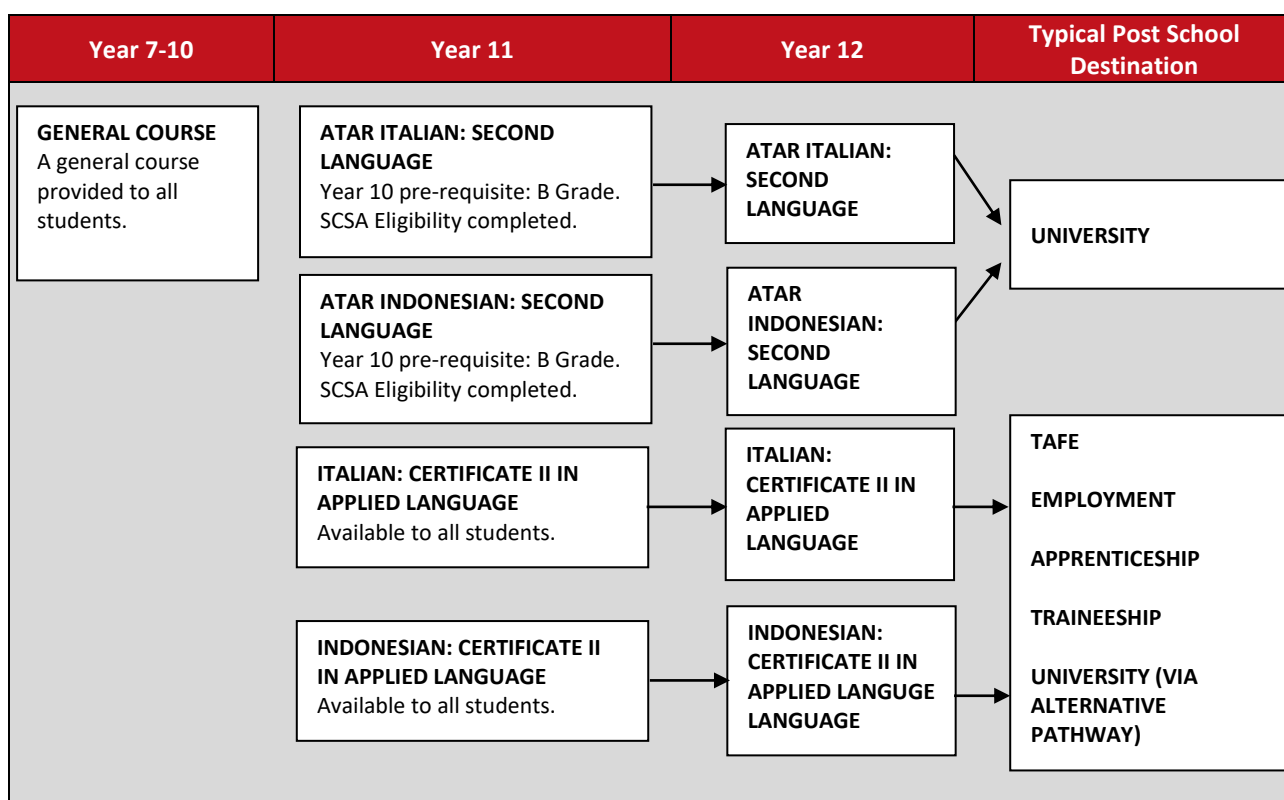 Year 7-10
Year 11
Year 12
Typical Post School
Destination
GENERAL COURSE
A general course
provided to all
students.
ATAR ITALIAN: SECOND
LANGUAGE
Year 10 pre-requisite: B Grade.
SCSA Eligibility completed.
ATAR ITALIAN:
SECOND
LANGUAGE
UNIVERSITY
ATAR INDONESIAN: SECOND
LANGUAGE
Year 10 pre-requisite: B Grade.
SCSA Eligibility completed.
ATAR
INDONESIAN:
SECOND
LANGUAGE
ITALIAN: CERTIFICATE II IN
APPLIED LANGUAGE
Available to all students.
ITALIAN:
CERTIFICATE II IN
APPLIED
LANGUAGE
TAFE
EMPLOYMENT
APPRENTICESHIP
TRAINEESHIP
UNIVERSITY (VIA
ALTERNATIVE
PATHWAY)
INDONESIAN: CERTIFICATE II
IN APPLIED LANGUAGE
Available to all students.
INDONESIAN:
CERTIFICATE II IN
APPLIED LANGUGE
LANGUAGE